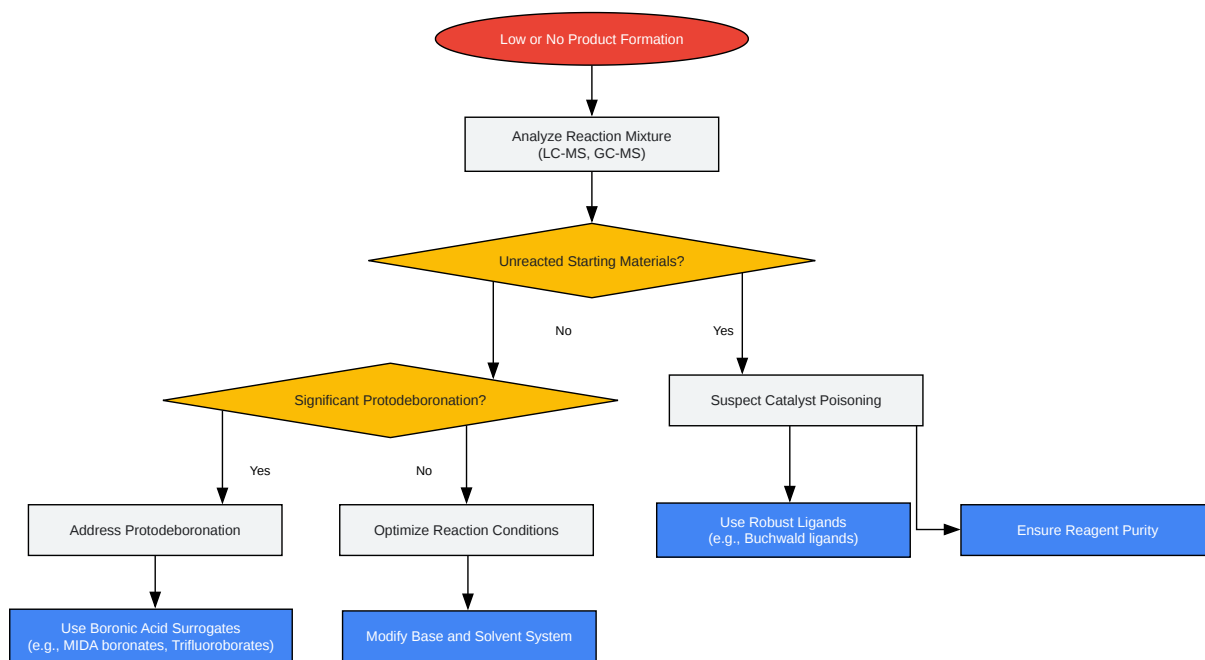 Low or No Product Formation
Analyze Reaction Mixture
(LC-MS, GC-MS)
Unreacted Starting Materials?
No
Yes
Significant Protodeboronation?
Suspect Catalyst Poisoning
Yes
No
Address Protodeboronation
Optimize Reaction Conditions
Use Robust Ligands
(e.g., Buchwald ligands)
Ensure Reagent Purity
Use Boronic Acid Surrogates
(e.g., MIDA boronates, Trifluoroborates)
Modify Base and Solvent System